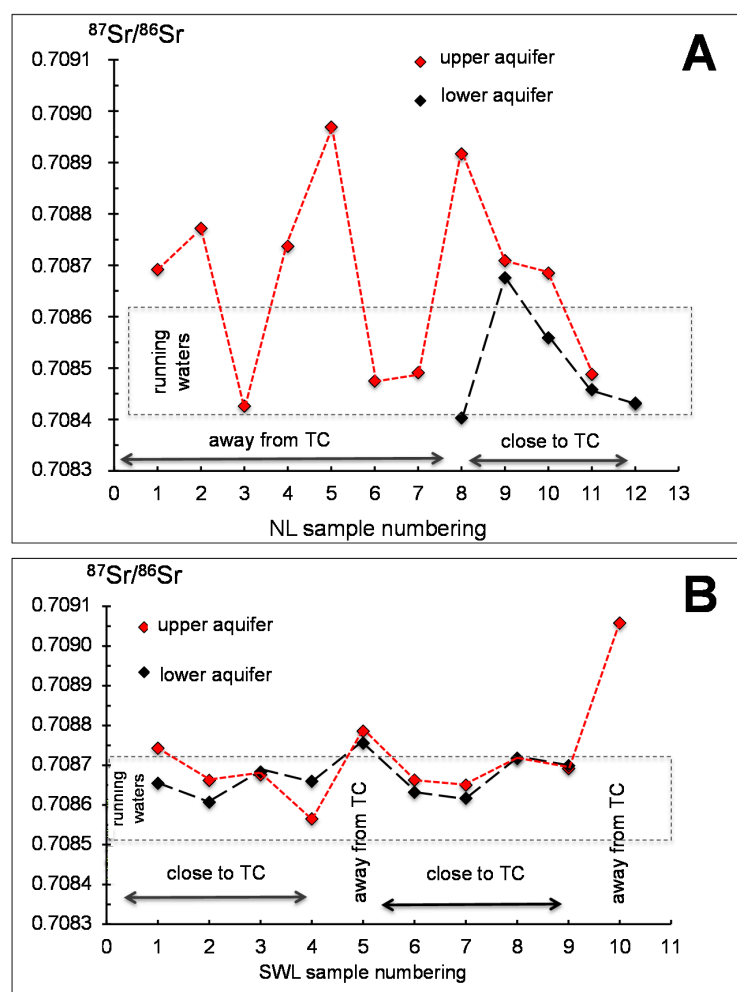 ⁸⁷Sr/⁸⁶Sr
A
0.7091
0.7090
0.7089
0.7088
0.7087
0.7086
0.7085
0.7084
0.7083
upper aquifer
lower aquifer
running
waters
away from TC
close to TC
0 1 2 3 4 5 6 7 8 9 10 11 12 13
NL sample numbering
⁸⁷Sr/⁸⁶Sr
B
0.7091
0.7090
0.7089
0.7088
0.7087
0.7086
0.7085
0.7084
0.7083
upper aquifer
lower aquifer
running
waters
close to TC
away from TC
close to TC
away from TC
0 1 2 3 4 5 6 7 8 9 10 11
SWL sample numbering